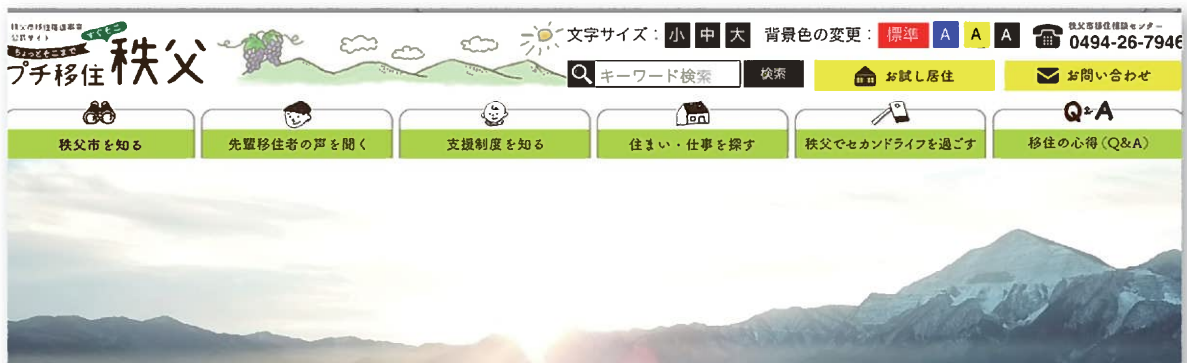 秩父市移住推進事業
公式サイト
すぐそこ
ちょっとそこまで
プチ移住 秩父
文字サイズ： 小 中 大 背景色の変更： 標準 A A A
秩父市移住相談センター
0494-26-7946
キーワード検索 検索
お試し居住
お問い合わせ
Q&A
秩父市を知る
先輩移住者の声を聞く
支援制度を知る
住まい・仕事を探す
秩父でセカンドライフを過ごす
移住の心得(Q&A)